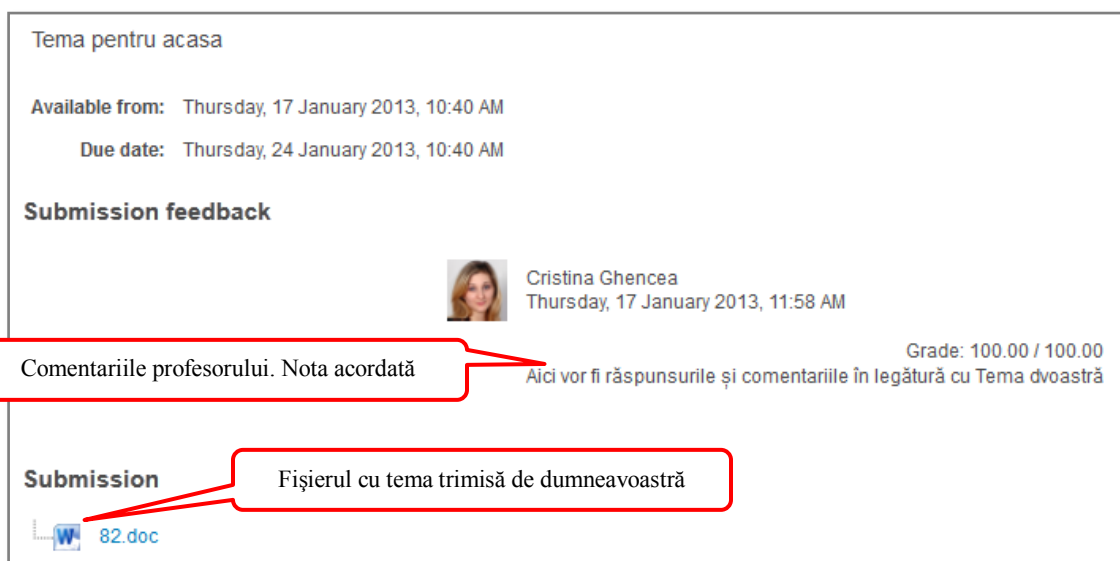 Tema pentru acasa
Available from: Thursday, 17 January 2013, 10:40 AM
Due date: Thursday, 24 January 2013, 10:40 AM
Submission feedback
Cristina Ghencea
Thursday, 17 January 2013, 11:58 AM
Grade: 100.00 / 100.00
Comentariile profesorului. Nota acordată
Aici vor fi răspunsurile și comentariile în legătură cu Tema dvoastră
Submission
Fişierul cu tema trimisă de dumneavoastră
82.doc